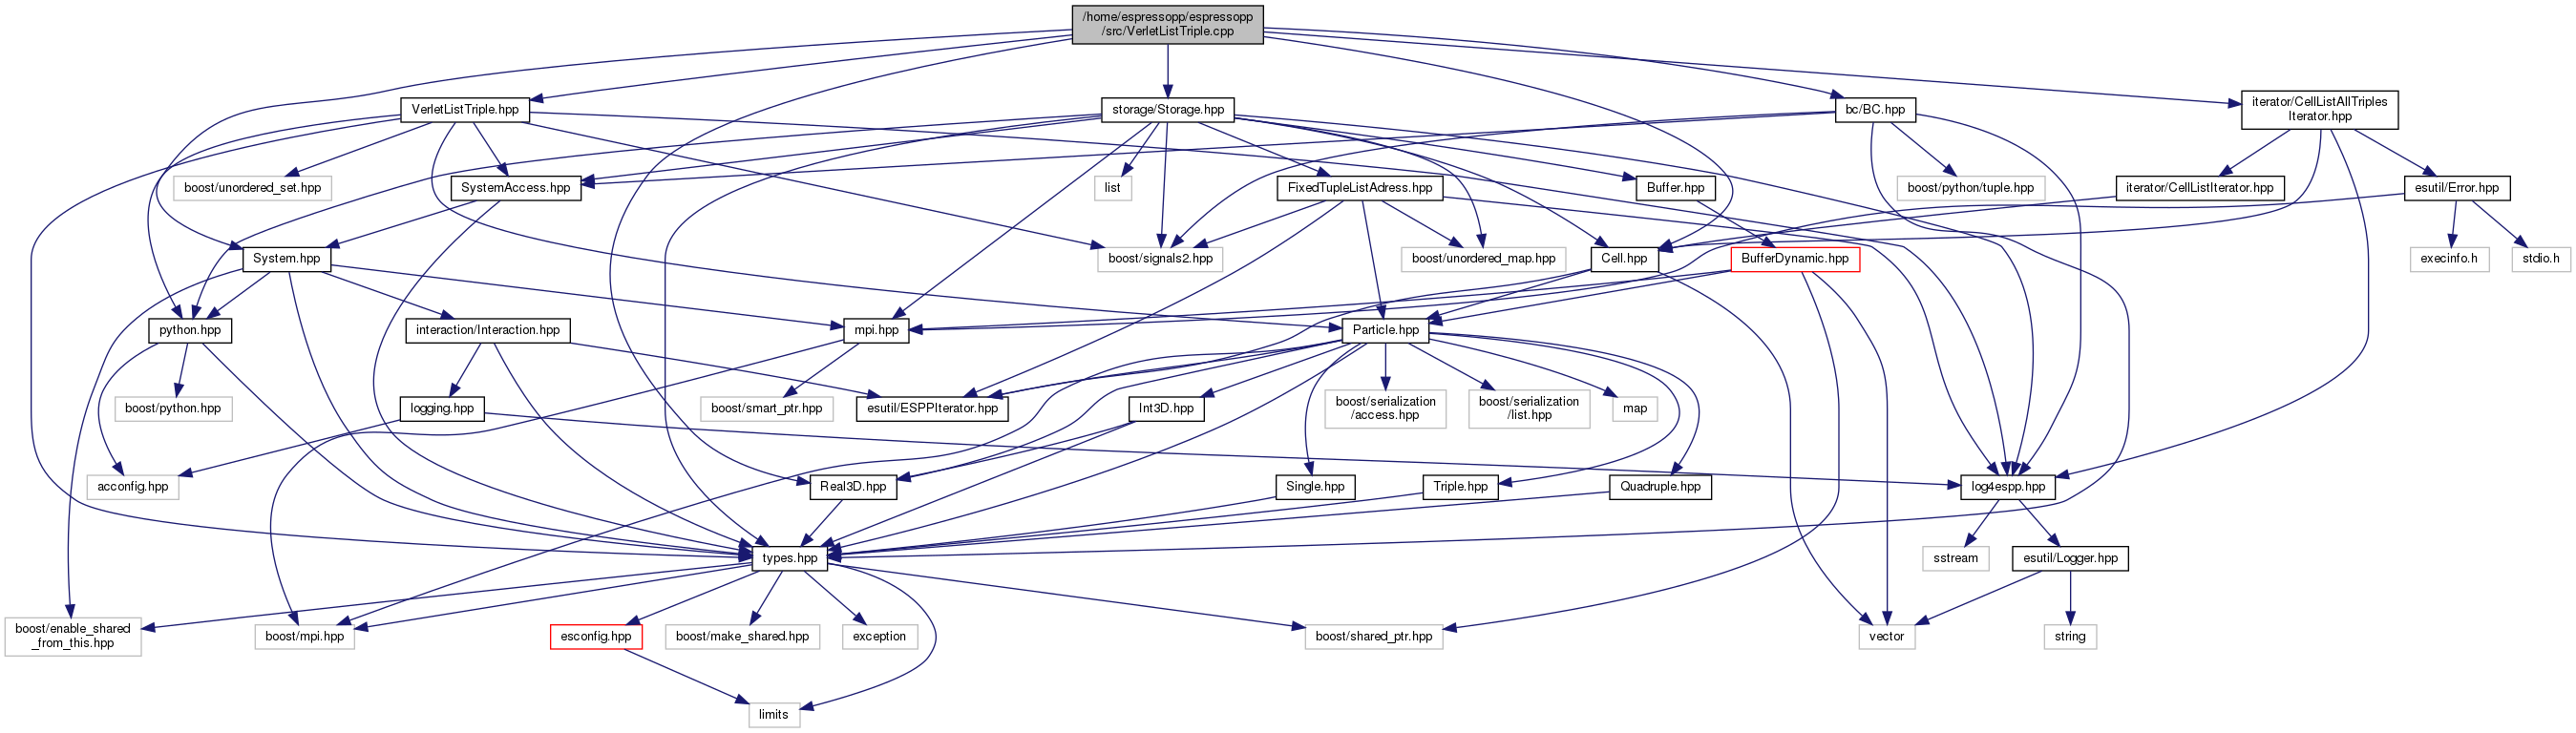 /home/espressopp/espressopp
/src/VerletListTriple.cpp
VerletListTriple.hpp
storage/Storage.hpp
bc/BC.hpp
iterator/CellListAllTriples
Iterator.hpp
boost/unordered_set.hpp
SystemAccess.hpp
list
FixedTupleListAdress.hpp
Buffer.hpp
boost/python/tuple.hpp
iterator/CellListIterator.hpp
esutil/Error.hpp
System.hpp
boost/signals2.hpp
boost/unordered_map.hpp
Cell.hpp
BufferDynamic.hpp
execinfo.h
stdio.h
python.hpp
interaction/Interaction.hpp
mpi.hpp
Particle.hpp
boost/python.hpp
logging.hpp
boost/smart_ptr.hpp
esutil/ESPPIterator.hpp
Int3D.hpp
boost/serialization
/access.hpp
boost/serialization
/list.hpp
map
acconfig.hpp
Real3D.hpp
Single.hpp
Triple.hpp
Quadruple.hpp
log4espp.hpp
types.hpp
sstream
esutil/Logger.hpp
boost/enable_shared
_from_this.hpp
boost/mpi.hpp
esconfig.hpp
boost/make_shared.hpp
exception
boost/shared_ptr.hpp
vector
string
limits